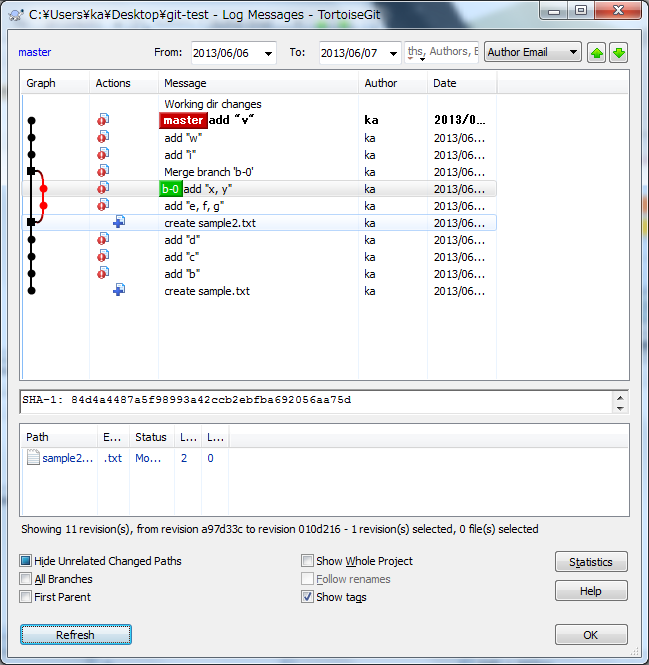 C:¥Users¥ka¥Desktop¥git-test - Log Messages - TortoiseGit
master From: 2013/06/06 To: 2013/06/07 ths, Authors, E Author Email
Graph Actions Message Author Date
Working dir changes
master add "v" ka 2013/0...
add "w" ka 2013/06...
add "i" ka 2013/06...
Merge branch 'b-0' ka 2013/06...
b-0 add "x, y" ka 2013/06...
add "e, f, g" ka 2013/06...
create sample2.txt ka 2013/06...
add "d" ka 2013/06...
add "c" ka 2013/06...
add "b" ka 2013/06...
create sample.txt ka 2013/06...
SHA-1: 84d4a4487a5f98993a42ccb2ebfba692056aa75d
Path E... Status L... L...
sample2... .txt Mo... 2 0
Showing 11 revision(s), from revision a97d33c to revision 010d216 - 1 revision(s) selected, 0 file(s) selected
Hide Unrelated Changed Paths Show Whole Project Statistics
All Branches Follow renames Help
First Parent Show tags
Refresh OK